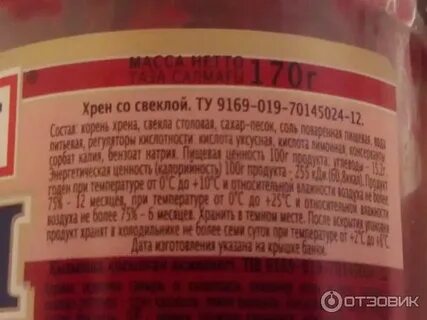 МАССА НЕТТО
ТАЗА САЛМАҒЫ
170г
Хрен со свеклой. ТУ 9169-019-70145024-12.
Состав: корень хрена, свекла столовая, сахар-песок, соль поваренная пищевая, вода
питьевая, регуляторы кислотности кислота уксусная, кислота лимонная, консерванты
сорбат калия, бензоат натрия. Пищевая ценность 100г продукта: углеводы – 15,2г.
Энергетическая ценность (калорийность) 100г продукта - 255 кДж (60,8ккал). Продукт
годен при температуре от 0°С до +10°С и относительной влажности воздуха не более
75% - 12 месяцев, при температуре от 0°С до +25°С и относительной влажности
воздуха не более 75% - 6 месяцев. Хранить в темном месте. После вскрытия упаковки
продукт хранят в холодильнике не более семи суток при температуре от +2°С до +6°С
Дата изготовления указана на крышке банки.
ОТЗОВИК